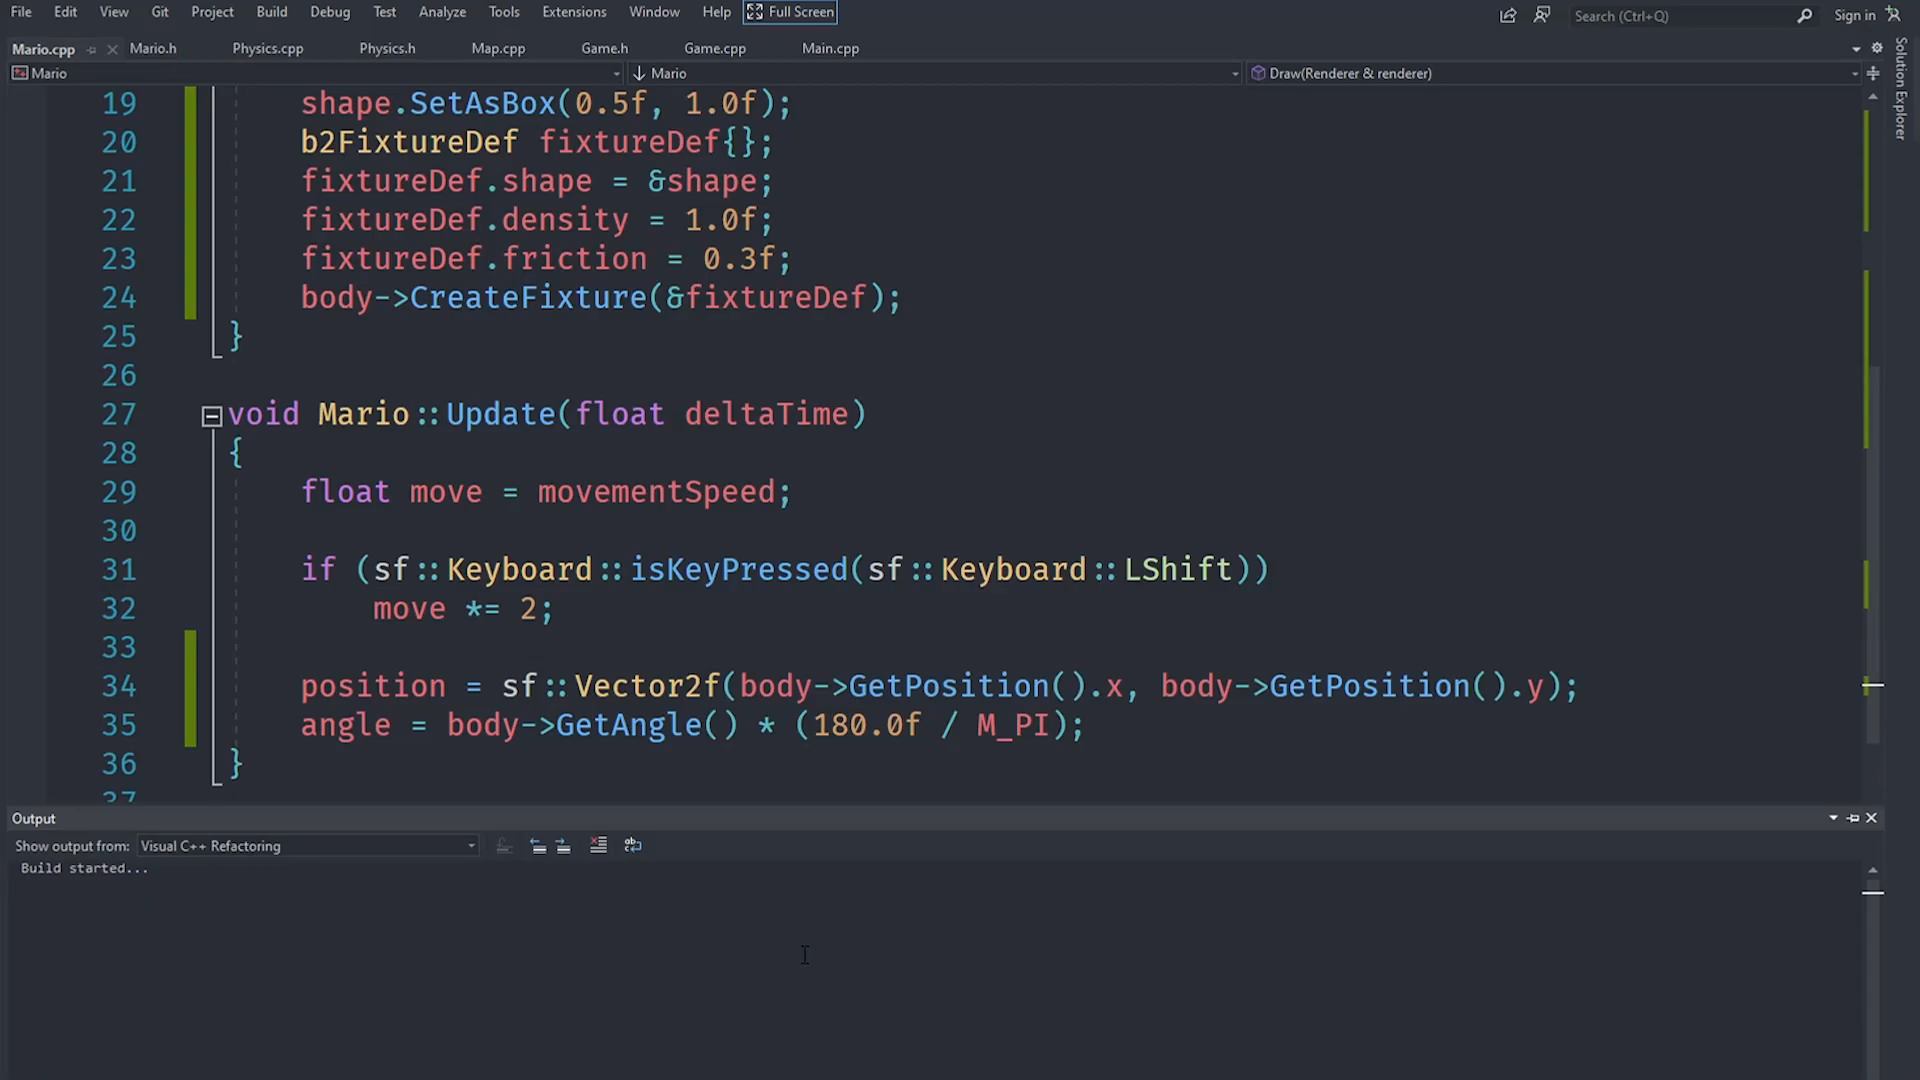 File Edit View Git Project Build Debug Test Analyze Tools Extensions Window Help Full Screen Search (Ctrl+Q) Sign in
Mario.cpp Mario.h Physics.cpp Physics.h Map.cpp Game.h Game.cpp Main.cpp
Mario Mario Draw(Renderer & renderer)
Solution Explorer
19 shape.SetAsBox(0.5f, 1.0f);
20 b2FixtureDef fixtureDef{};
21 fixtureDef.shape = &shape;
22 fixtureDef.density = 1.0f;
23 fixtureDef.friction = 0.3f;
24 body->CreateFixture(&fixtureDef);
25 }
26
27 void Mario::Update(float deltaTime)
28 {
29 float move = movementSpeed;
30
31 if (sf::Keyboard::isKeyPressed(sf::Keyboard::LShift))
32 move *= 2;
33
34 position = sf::Vector2f(body->GetPosition().x, body->GetPosition().y);
35 angle = body->GetAngle() * (180.0f / M_PI);
36 }
37
Output
Show output from: Visual C++ Refactoring
Build started...